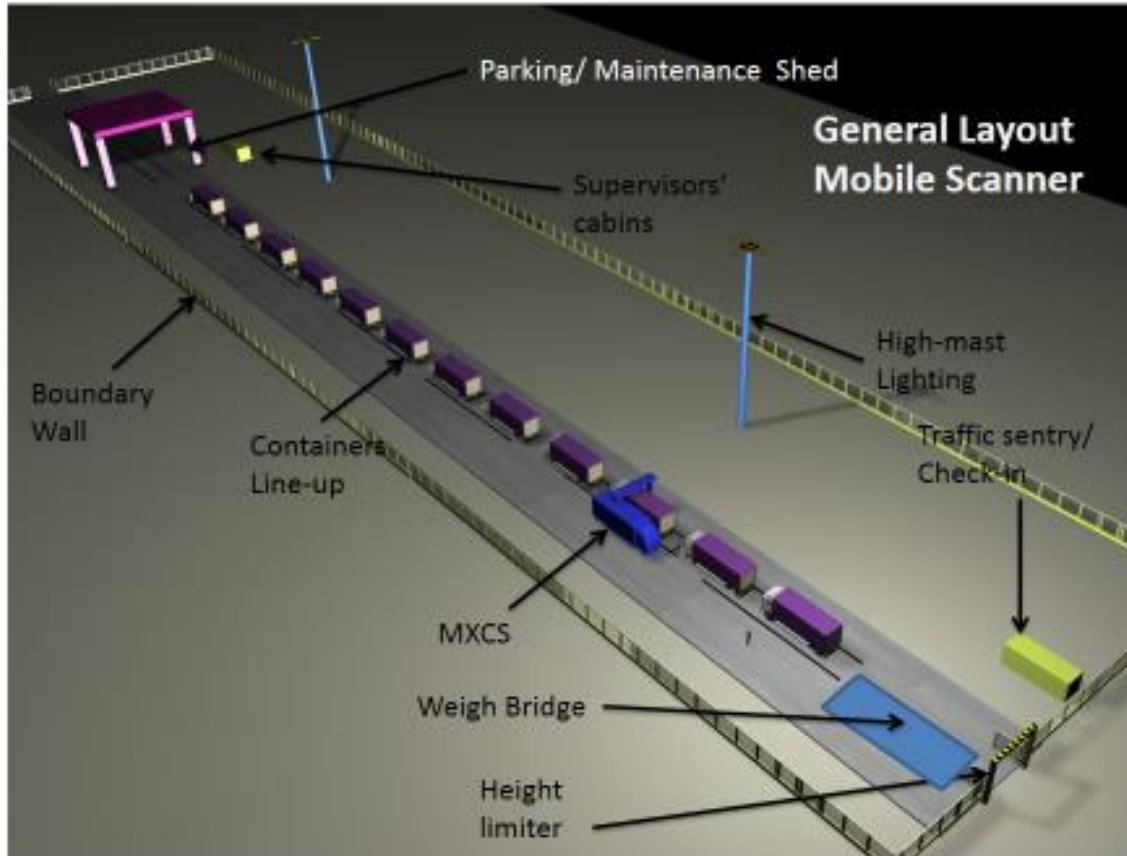 Parking/ Maintenance Shed
General Layout
Mobile Scanner
Supervisors'
cabins
High-mast
Lighting
Boundary
Wall
Containers
Line-up
Traffic sentry/
Check-in
MXCS
Weigh Bridge
Height
limiter